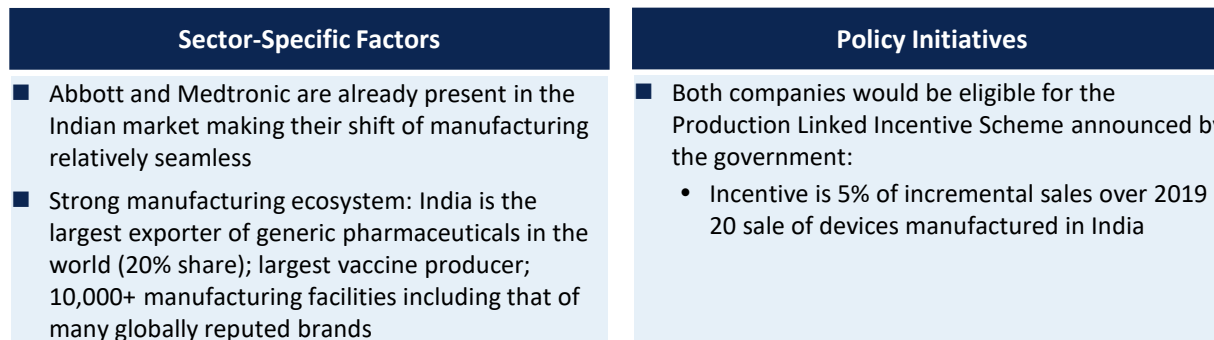 Sector-Specific Factors
■ Abbott and Medtronic are already present in the
Indian market making their shift of manufacturing
relatively seamless
■ Strong manufacturing ecosystem: India is the
largest exporter of generic pharmaceuticals in the
world (20% share); largest vaccine producer;
10,000+ manufacturing facilities including that of
many globally reputed brands
Policy Initiatives
■ Both companies would be eligible for the
Production Linked Incentive Scheme announced by
the government:
• Incentive is 5% of incremental sales over 2019
20 sale of devices manufactured in India